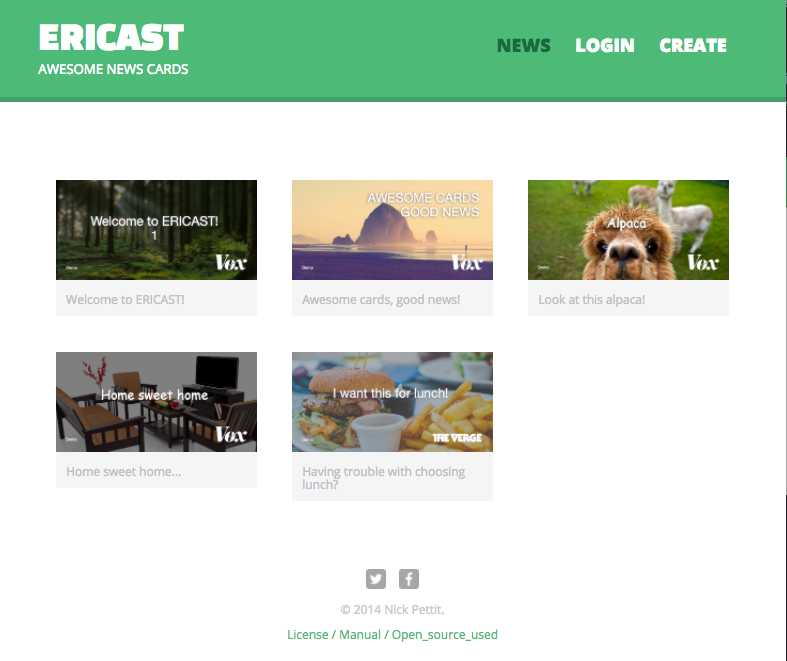 ERICAST
AWESOME NEWS CARDS
NEWS LOGIN CREATE
Welcome to ERICAST!
1
Demo
Vox
Welcome to ERICAST!
AWESOME CARDS
GOOD NEWS
Demo
Vox
Awesome cards, good news!
Alpaca
Demo
Vox
Look at this alpaca!
Home sweet home
Demo
Vox
Home sweet home...
I want this for lunch!
Demo
THE VERGE
Having trouble with choosing
lunch?
© 2014 Nick Pettit.
License / Manual / Open_source_used